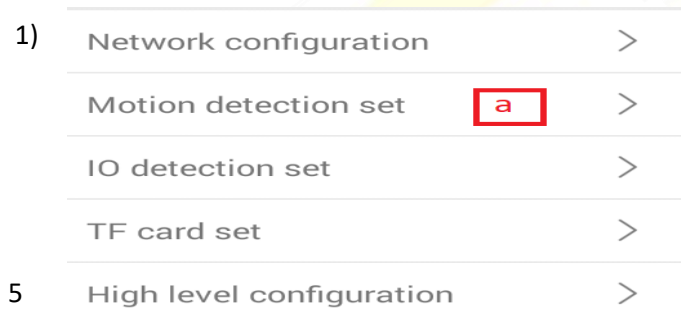 1) Network configuration >
Motion detection set a >
IO detection set >
TF card set >
5 High level configuration >